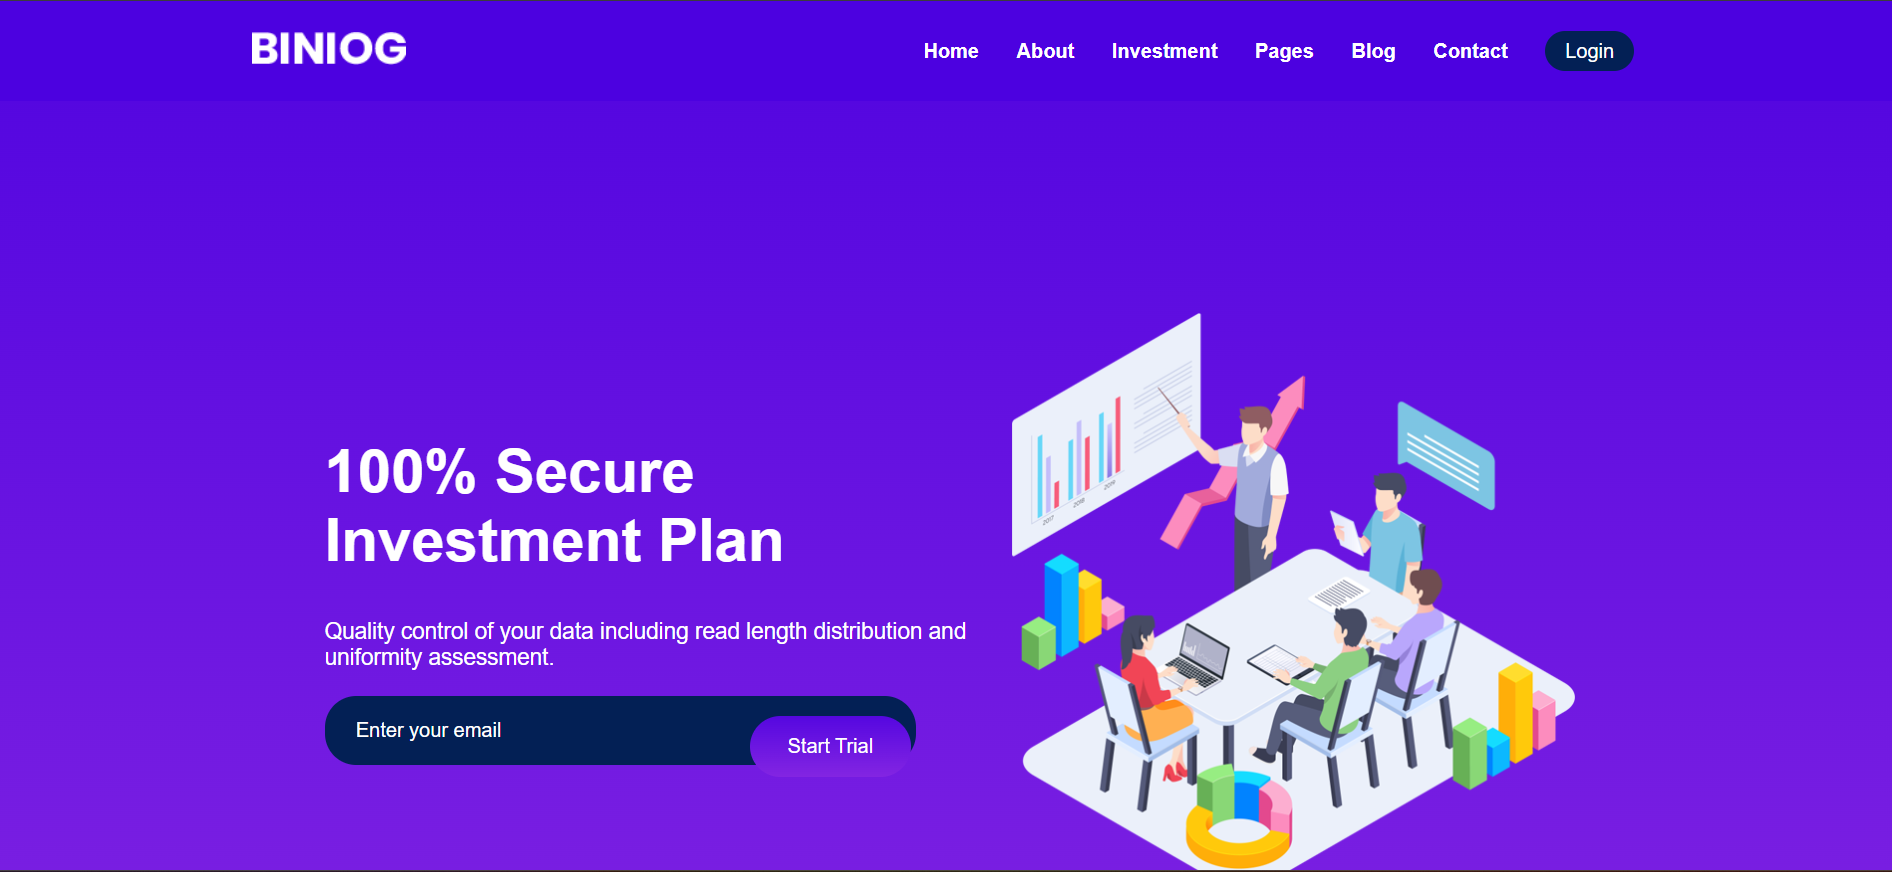 BINIOG
Home About Investment Pages Blog Contact Login
100% Secure
Investment Plan
Quality control of your data including read length distribution and
uniformity assessment.
Enter your email
Start Trial
2017 2018 2019